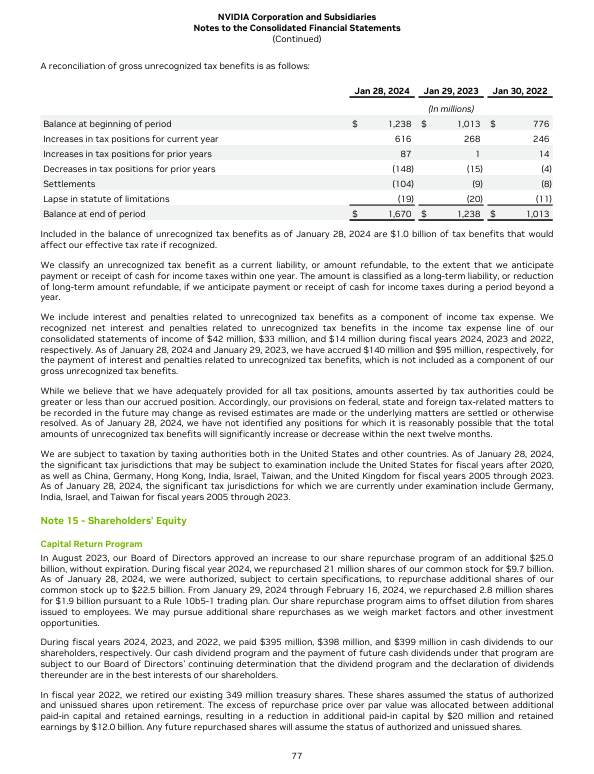 NVIDIA Corporation and Subsidiaries
Notes to the Consolidated Financial Statements
(Continued)
A reconciliation of gross unrecognized tax benefits is as follows:
Jan 28, 2024 Jan 29, 2023 Jan 30, 2022
(In millions)
Balance at beginning of period $ 1,238 $ 1,013 $ 776
Increases in tax positions for current year 616 268 246
Increases in tax positions for prior years 87 1 14
Decreases in tax positions for prior years (148) (15) (4)
Settlements (104) (9) (8)
Lapse in statute of limitations (19) (20) (11)
Balance at end of period $ 1,670 $ 1,238 $ 1,013
Included in the balance of unrecognized tax benefits as of January 28, 2024 are $1.0 billion of tax benefits that would
affect our effective tax rate if recognized.
We classify an unrecognized tax benefit as a current liability, or amount refundable, to the extent that we anticipate
payment or receipt of cash for income taxes within one year. The amount is classified as a long-term liability, or reduction
of long-term amount refundable, if we anticipate payment or receipt of cash for income taxes during a period beyond a
year.
We include interest and penalties related to unrecognized tax benefits as a component of income tax expense. We
recognized net interest and penalties related to unrecognized tax benefits in the income tax expense line of our
consolidated statements of income of $42 million, $33 million, and $14 million during fiscal years 2024, 2023 and 2022,
respectively. As of January 28, 2024 and January 29, 2023, we have accrued $140 million and $95 million, respectively, for
the payment of interest and penalties related to unrecognized tax benefits, which is not included as a component of our
gross unrecognized tax benefits.
While we believe that we have adequately provided for all tax positions, amounts asserted by tax authorities could be
greater or less than our accrued position. Accordingly, our provisions on federal, state and foreign tax-related matters to
be recorded in the future may change as revised estimates are made or the underlying matters are settled or otherwise
resolved. As of January 28, 2024, we have not identified any positions for which it is reasonably possible that the total
amounts of unrecognized tax benefits will significantly increase or decrease within the next twelve months.
We are subject to taxation by taxing authorities both in the United States and other countries. As of January 28, 2024,
the significant tax jurisdictions that may be subject to examination include the United States for fiscal years after 2020,
as well as China, Germany, Hong Kong, India, Israel, Taiwan, and the United Kingdom for fiscal years 2005 through 2023.
As of January 28, 2024, the significant tax jurisdictions for which we are currently under examination include Germany,
India, Israel, and Taiwan for fiscal years 2005 through 2023.
Note 15 - Shareholders' Equity
Capital Return Program
In August 2023, our Board of Directors approved an increase to our share repurchase program of an additional $25.0
billion, without expiration. During fiscal year 2024, we repurchased 21 million shares of our common stock for $9.7 billion.
As of January 28, 2024, we were authorized, subject to certain specifications, to repurchase additional shares of our
common stock up to $22.5 billion. From January 29, 2024 through February 16, 2024, we repurchased 2.8 million shares
for $1.9 billion pursuant to a Rule 10b5-1 trading plan. Our share repurchase program aims to offset dilution from shares
issued to employees. We may pursue additional share repurchases as we weigh market factors and other investment
opportunities.
During fiscal years 2024, 2023, and 2022, we paid $395 million, $398 million, and $399 million in cash dividends to our
shareholders, respectively. Our cash dividend program and the payment of future cash dividends under that program are
subject to our Board of Directors' continuing determination that the dividend program and the declaration of dividends
thereunder are in the best interests of our shareholders.
In fiscal year 2022, we retired our existing 349 million treasury shares. These shares assumed the status of authorized
and unissued shares upon retirement. The excess of repurchase price over par value was allocated between additional
paid-in capital and retained earnings, resulting in a reduction in additional paid-in capital by $20 million and retained
earnings by $12.0 billion. Any future repurchased shares will assume the status of authorized and unissued shares.
77